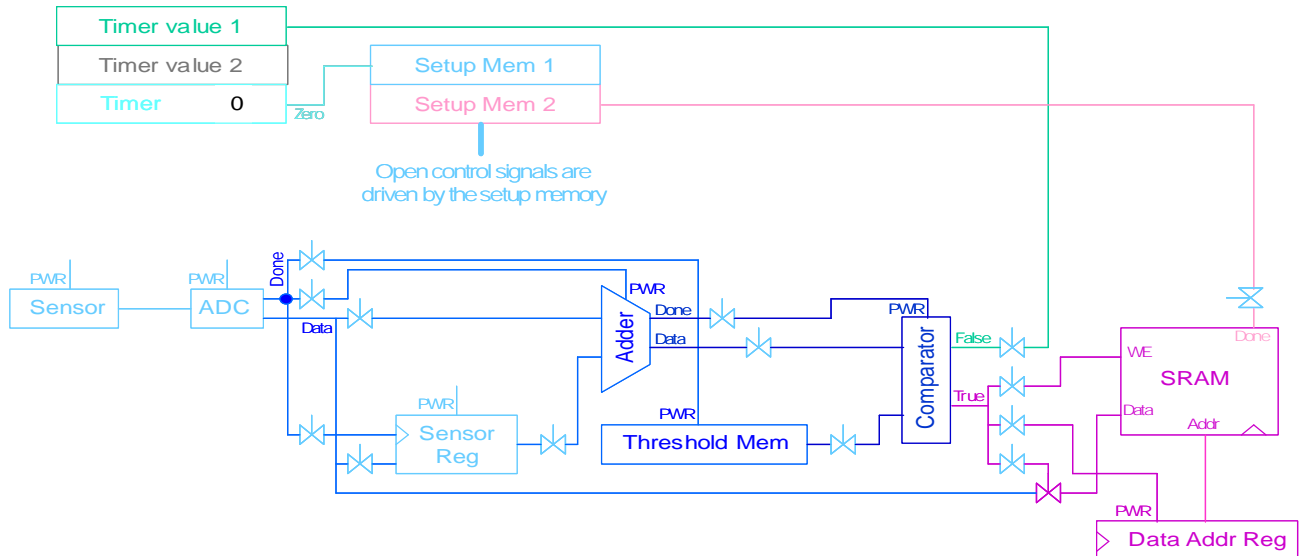 Timer value 1
Timer value 2
Setup Mem 1
Timer 0
Zero
Setup Mem 2
Open control signals are
driven by the setup memory
PWR
Sensor
PWR
ADC
Done
Data
PWR
Adder
Done
Data
PWR
Comparator
False
True
Done
WE
SRAM
Data
Addr
PWR
Sensor
Reg
PWR
Threshold Mem
PWR
Data Addr Reg